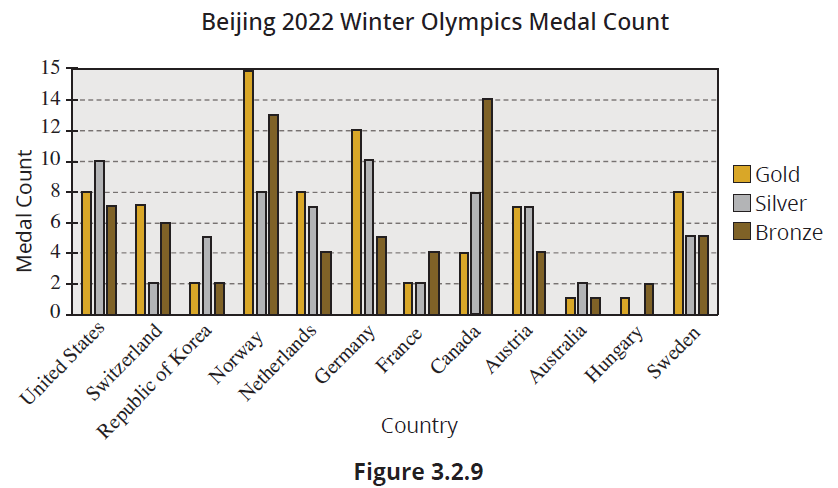 Beijing 2022 Winter Olympics Medal Count
15
14
12
10
8
6
4
2
0
Medal Count
Gold
Silver
Bronze
United States
Switzerland
Republic of Korea
Norway
Netherlands
Germany
France
Canada
Austria
Australia
Hungary
Sweden
Country
Figure 3.2.9